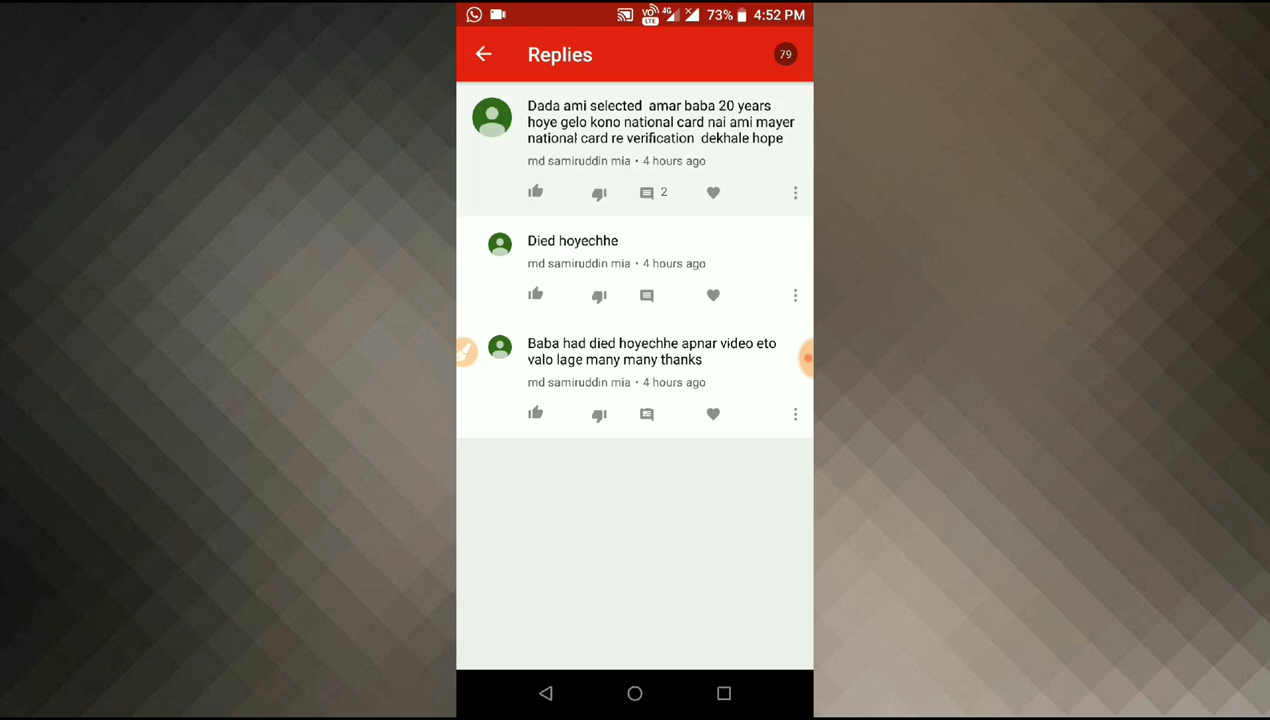 VO LTE 4G 73% 4:52 PM
Replies 79
Dada ami selected amar baba 20 years
hoye gelo kono national card nai ami mayer
national card re verification dekhale hope
md samiruddin mia • 4 hours ago
2
Died hoyechhe
md samiruddin mia • 4 hours ago
Baba had died hoyechhe apnar video eto
valo lage many many thanks
md samiruddin mia • 4 hours ago